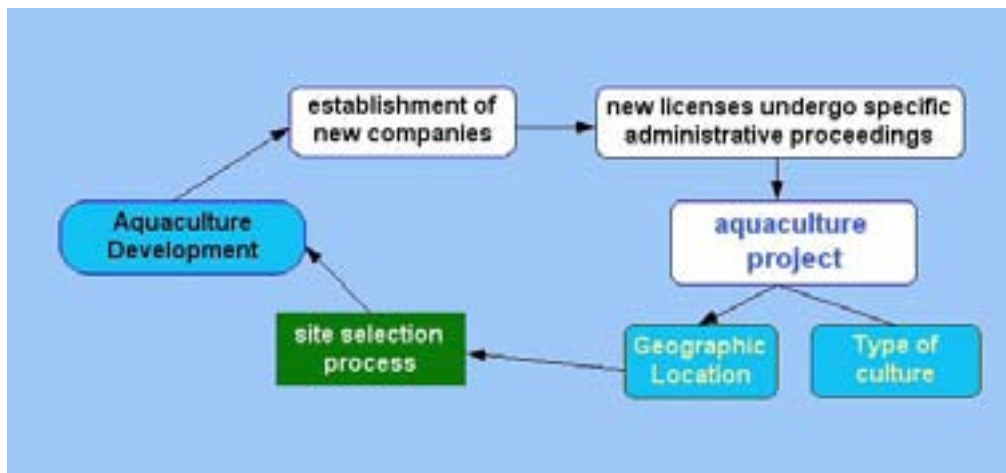 establishment of
new companies
new licenses undergo specific
administrative proceedings
Aquaculture
Development
aquaculture
project
site selection
process
Geographic
Location
Type of
culture